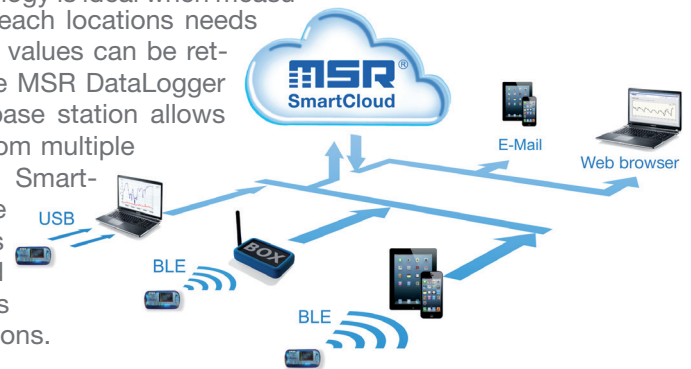 ology is ideal when measu
each locations needs
values can be ret-
e MSR DataLogger
base station allows
om multiple
Smart-
e
s
l
s
ons.
MSR®
SmartCloud
E-Mail
Web browser
USB
BOX
BLE
BLE